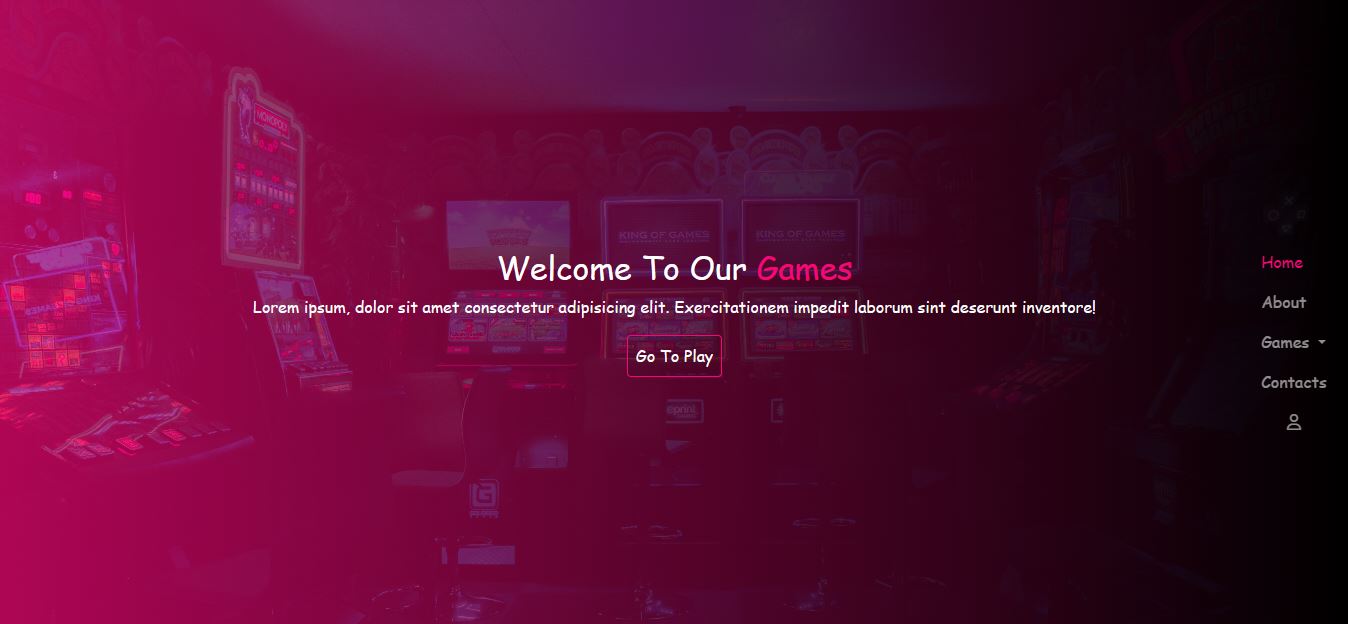 MONOPOLY
KING OF GAMES
KING OF GAMES
Welcome To Our Games
Lorem ipsum, dolor sit amet consectetur adipisicing elit. Exercitationem impedit laborum sint deserunt inventore!
Go To Play
eprint
Home
About
Games
Contacts